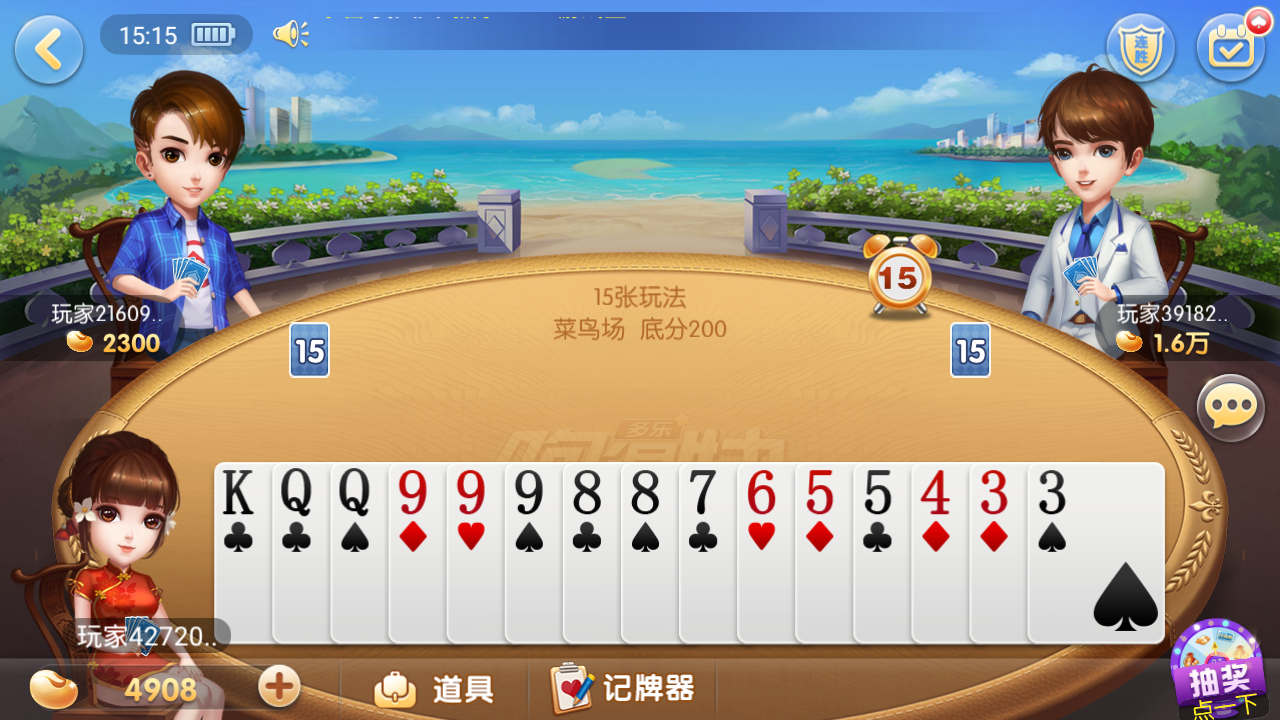 15:15
连胜
玩家21609..
2300
15
15张玩法
菜鸟场 底分200
15
玩家39182..
1.6万
15
多乐
K Q Q 9 9 9 8 8 7 6 5 5 4 3 3
玩家42720..
4908
道具
记牌器
抽奖
点一下